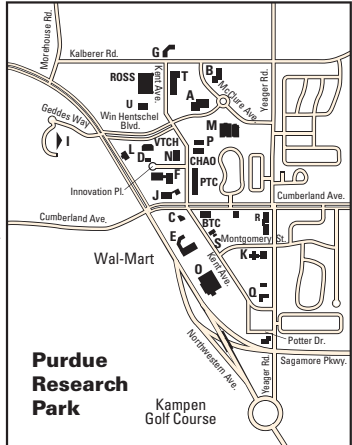 Morehouse Rd.
Kalberer Rd.
G
Kent Ave.
ROSS
T
B
Yeager Rd.
A
McClure Ave.
U
Geddes Way
Win Hentschel
Blvd.
M
I
VTCH
P
L
D
N
CHAO
Innovation Pl.
F
PTC
J
Cumberland Ave.
Cumberland Ave.
C
BTC
R
S
Montgomery St.
E
Wal-Mart
Kent Ave.
K
O
Q
Northwestern Ave.
Potter Dr.
Sagamore Pkwy.
Yeager Rd.
Purdue
Research
Park
Kampen
Golf Course